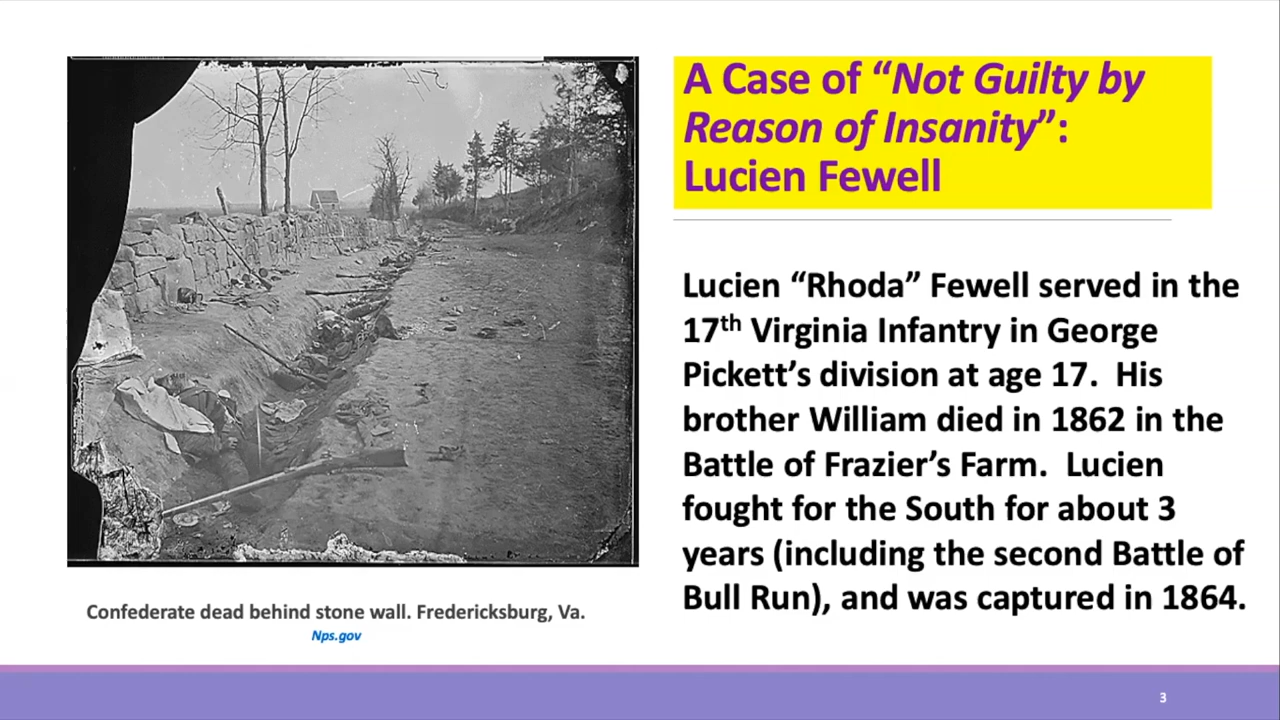 A Case of “Not Guilty by
Reason of Insanity”:
Lucien Fewell
Lucien “Rhoda” Fewell served in the
17th Virginia Infantry in George
Pickett’s division at age 17.  His
brother William died in 1862 in the
Battle of Frazier’s Farm.  Lucien
fought for the South for about 3
years (including the second Battle of
Bull Run), and was captured in 1864.
Confederate dead behind stone wall. Fredericksburg, Va.
Nps.gov
3